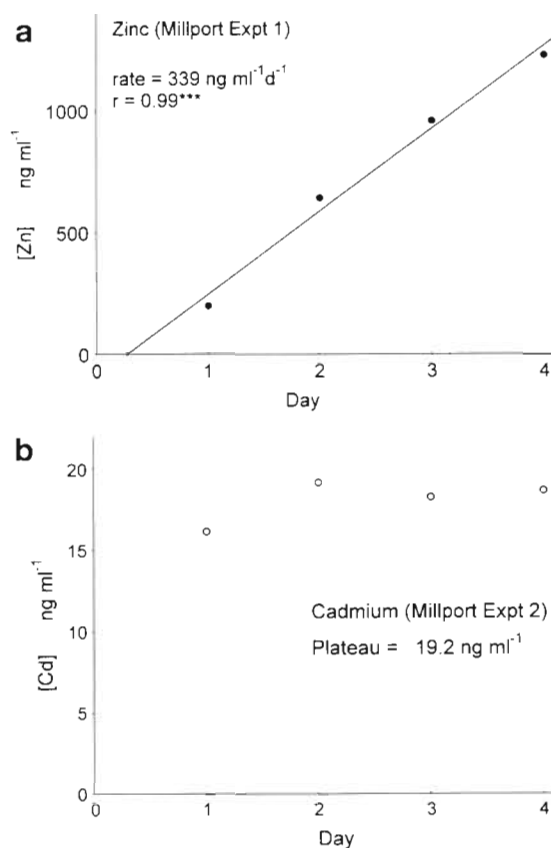 a
Zinc (Millport Expt 1)
rate = 339 ng ml⁻¹d⁻¹
r = 0.99***
[Zn] ng ml⁻¹
1000
500
0
0 1 2 3 4
Day
b
[Cd] ng ml⁻¹
20
15
10
5
0
Cadmium (Millport Expt 2)
Plateau = 19.2 ng ml⁻¹
0 1 2 3 4
Day